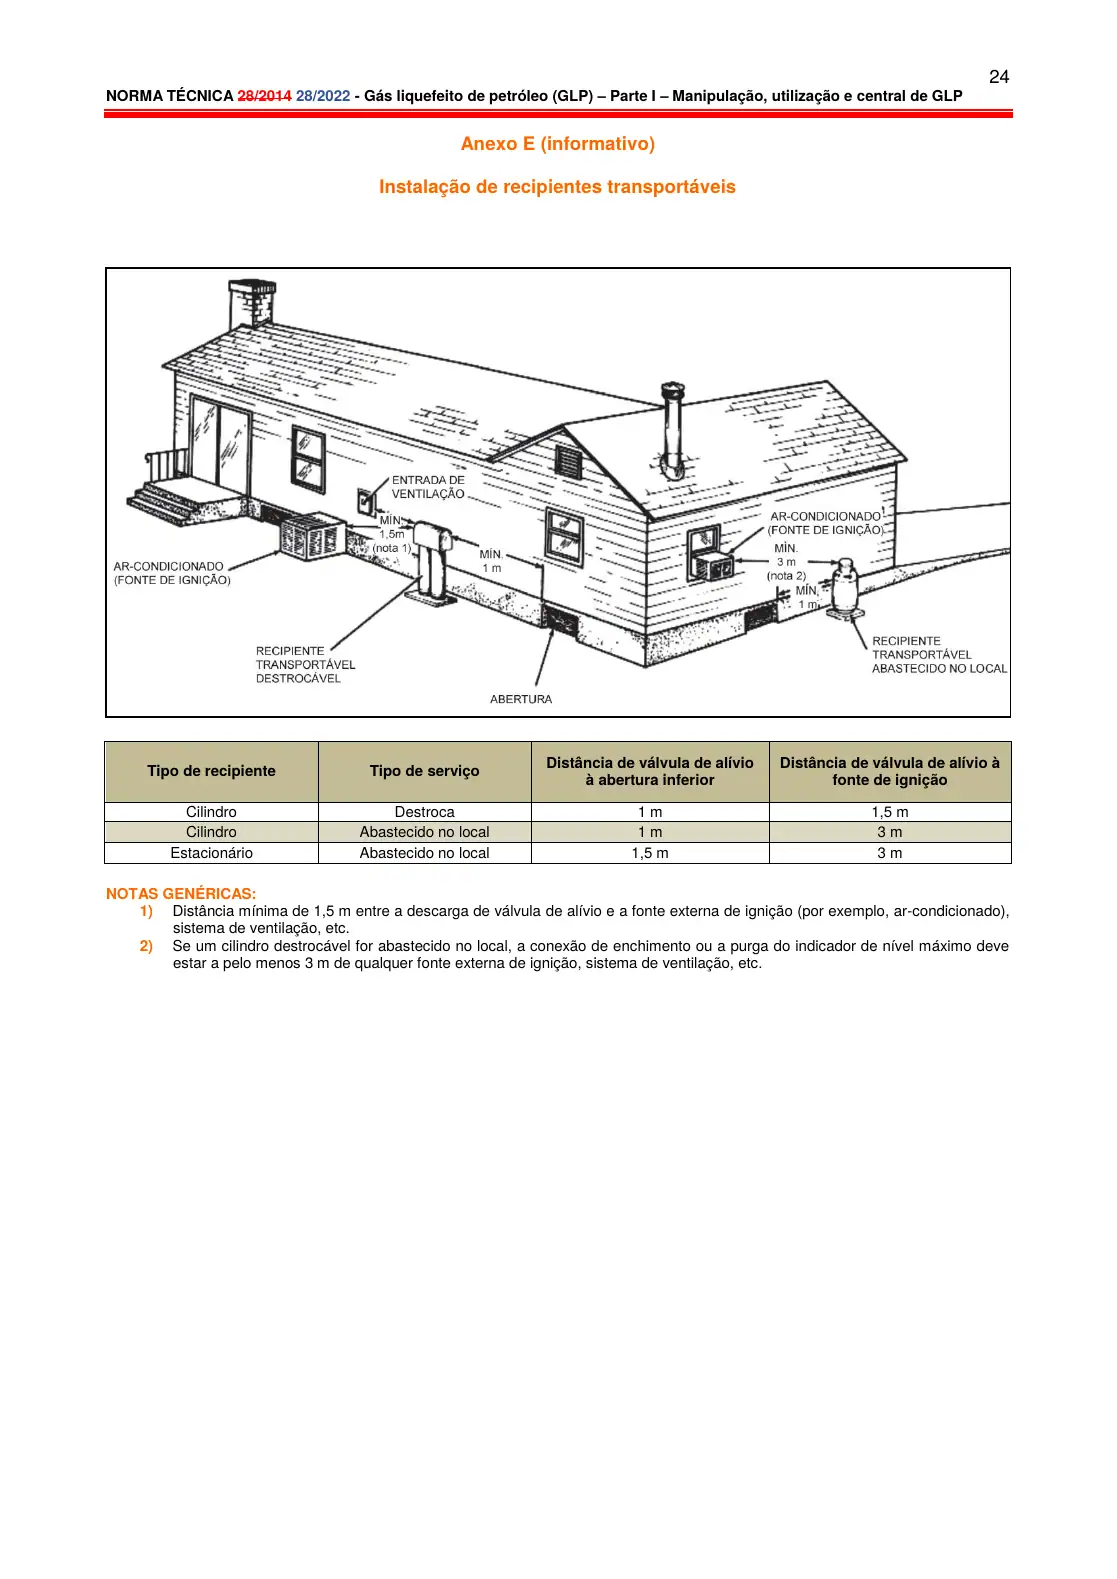 24
NORMA TÉCNICA 28/2014 28/2022 - Gás liquefeito de petróleo (GLP) – Parte I – Manipulação, utilização e central de GLP
Anexo E (informativo)
Instalação de recipientes transportáveis
ENTRADA DE
VENTILAÇÃO
MÍN.
1,5m
(nota 1)
MÍN.
1 m
AR-CONDICIONADO
(FONTE DE IGNIÇÃO)
AR-CONDICIONADO
(FONTE DE IGNIÇÃO)
MÍN.
3 m
(nota 2)
MÍN.
1 m
RECIPIENTE
TRANSPORTÁVEL
DESTROCÁVEL
ABERTURA
RECIPIENTE
TRANSPORTÁVEL
ABASTECIDO NO LOCAL
Tipo de recipiente Tipo de serviço Distância de válvula de alívio à abertura inferior Distância de válvula de alívio à fonte de ignição
Cilindro Destroca 1 m 1,5 m
Cilindro Abastecido no local 1 m 3 m
Estacionário Abastecido no local 1,5 m 3 m
NOTAS GENÉRICAS:
1) Distância mínima de 1,5 m entre a descarga de válvula de alívio e a fonte externa de ignição (por exemplo, ar-condicionado),
sistema de ventilação, etc.
2) Se um cilindro destrocável for abastecido no local, a conexão de enchimento ou a purga do indicador de nível máximo deve
estar a pelo menos 3 m de qualquer fonte externa de ignição, sistema de ventilação, etc.